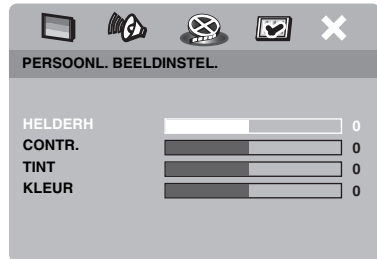 PERSOONL. BEELDINSTEL.
HELDERH 0
CONTR. 0
TINT 0
KLEUR 0